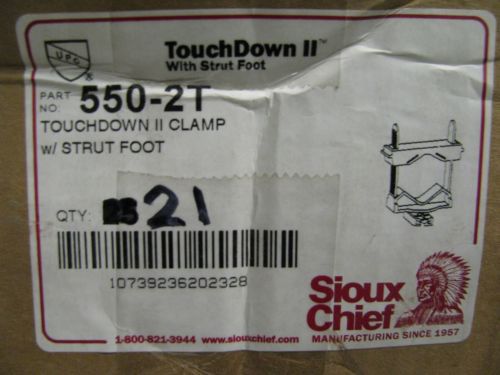 U.P.C.
®
TouchDown II™
With Strut Foot
PART NO: 550-2T
TOUCHDOWN II CLAMP
w/ STRUT FOOT
QTY: 21
10739236202328
Sioux
Chief
MANUFACTURING SINCE 1957
1-800-821-3944 www.siouxchief.com